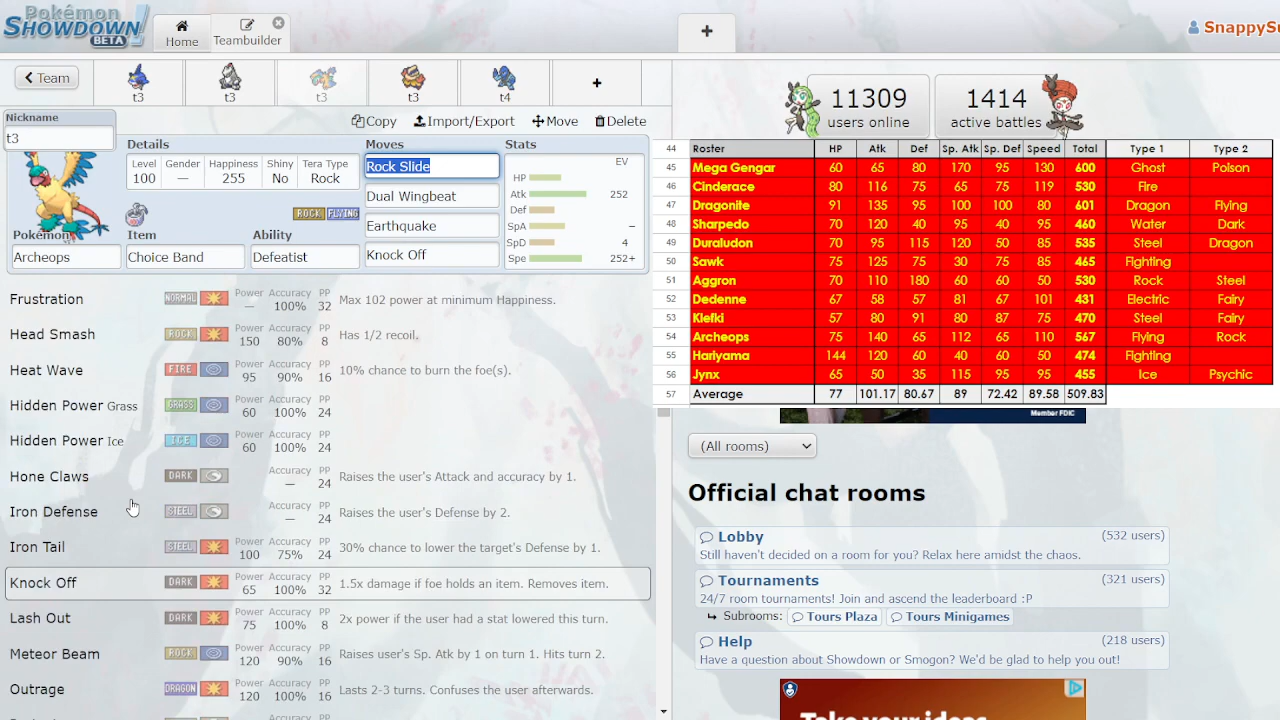 Pokémon
SHOWDOWN!
BETA
Home
Teambuilder
+
SnappySu
Team
t3
t3
t3
t3
t4
+
11309
users online
1414
active battles
Nickname
t3
Copy
Import/Export
Move
Delete
Details
Level
100
Gender
—
Happiness
255
Shiny
No
Tera Type
Rock
ROCK FLYING
Pokémon
Archeops
Item
Choice Band
Ability
Defeatist
Moves
Rock Slide
Dual Wingbeat
Earthquake
Knock Off
Stats
EV
HP
Atk 252
Def
SpA –
SpD 4
Spe 252+
44 Roster HP Atk Def Sp. Atk Sp. Def Speed Total Type 1 Type 2
45 Mega Gengar 60 65 80 170 95 130 600 Ghost Poison
46 Cinderace 80 116 75 65 75 119 530 Fire
47 Dragonite 91 135 95 100 100 80 601 Dragon Flying
48 Sharpedo 70 120 40 95 40 95 460 Water Dark
49 Duraludon 70 95 115 120 50 85 535 Steel Dragon
50 Sawk 75 125 75 30 75 85 465 Fighting
51 Aggron 70 110 180 60 60 50 530 Rock Steel
52 Dedenne 67 58 57 81 67 101 431 Electric Fairy
53 Klefki 57 80 91 80 87 75 470 Steel Fairy
54 Archeops 75 140 65 112 65 110 567 Flying Rock
55 Hariyama 144 120 60 40 60 50 474 Fighting
56 Jynx 65 50 35 115 95 95 455 Ice Psychic
57 Average 77 101.17 80.67 89 72.42 89.58 509.83
Frustration NORMAL Power — Accuracy 100% PP 32 Max 102 power at minimum Happiness.
Head Smash ROCK Power 150 Accuracy 80% PP 8 Has 1/2 recoil.
Heat Wave FIRE Power 95 Accuracy 90% PP 16 10% chance to burn the foe(s).
Hidden Power Grass GRASS Power 60 Accuracy 100% PP 24
Hidden Power Ice ICE Power 60 Accuracy 100% PP 24
Hone Claws DARK Accuracy — PP 24 Raises the user's Attack and accuracy by 1.
Iron Defense STEEL Accuracy — PP 24 Raises the user's Defense by 2.
Iron Tail STEEL Power 100 Accuracy 75% PP 24 30% chance to lower the target's Defense by 1.
Knock Off DARK Power 65 Accuracy 100% PP 32 1.5x damage if foe holds an item. Removes item.
Lash Out DARK Power 75 Accuracy 100% PP 8 2x power if the user had a stat lowered this turn.
Meteor Beam ROCK Power 120 Accuracy 90% PP 16 Raises user's Sp. Atk by 1 on turn 1. Hits turn 2.
Outrage DRAGON Power 120 Accuracy 100% PP 16 Lasts 2-3 turns. Confuses the user afterwards.
Member FDIC
(All rooms)
Official chat rooms
Lobby (532 users)
Still haven't decided on a room for you? Relax here amidst the chaos.
Tournaments (321 users)
24/7 room tournaments! Join and ascend the leaderboard :P
Subrooms: Tours Plaza Tours Minigames
Help (218 users)
Have a question about Showdown or Smogon? We'd be glad to help you out!
Take your ideas